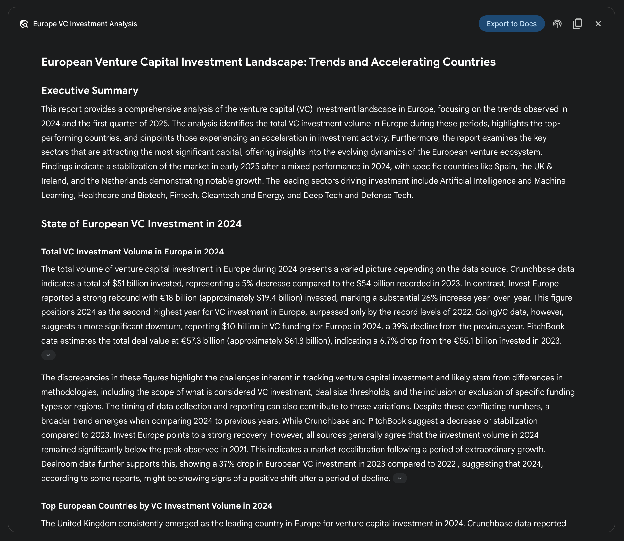 Europe VC Investment Analysis
Export to Docs
European Venture Capital Investment Landscape: Trends and Accelerating Countries
Executive Summary
This report provides a comprehensive analysis of the venture capital (VC) investment landscape in Europe, focusing on the trends observed in
2024 and the first quarter of 2025. The analysis identifies the total VC investment volume in Europe during these periods, highlights the top-
performing countries, and pinpoints those experiencing an acceleration in investment activity. Furthermore, the report examines the key
sectors that are attracting the most significant capital, offering insights into the evolving dynamics of the European venture ecosystem.
Findings indicate a stabilization of the market in early 2025 after a mixed performance in 2024, with specific countries like Spain, the UK &
Ireland, and the Netherlands demonstrating notable growth. The leading sectors driving investment include Artificial Intelligence and Machine
Learning, Healthcare and Biotech, Fintech, Cleantech and Energy, and Deep Tech and Defense Tech.
State of European VC Investment in 2024
Total VC Investment Volume in Europe in 2024
The total volume of venture capital investment in Europe during 2024 presents a varied picture depending on the data source. Crunchbase data
indicates a total of $51 billion invested, representing a 5% decrease compared to the $54 billion recorded in 2023. In contrast, Invest Europe
reported a strong rebound with €18 billion (approximately $19.4 billion) invested, marking a substantial 26% increase year-over-year. This figure
positions 2024 as the second-highest year for VC investment in Europe, surpassed only by the record levels of 2022. GoingVC data, however,
suggests a more significant downturn, reporting $10 billion in VC funding for Europe in 2024, a 39% decline from the previous year. PitchBook
data estimates the total deal value at €57.3 billion (approximately $61.8 billion), indicating a 6.7% drop from the €65.1 billion invested in 2023.
The discrepancies in these figures highlight the challenges inherent in tracking venture capital investment and likely stem from differences in
methodologies, including the scope of what is considered VC investment, deal size thresholds, and the inclusion or exclusion of specific funding
types or regions. The timing of data collection and reporting can also contribute to these variations. Despite these conflicting numbers, a
broader trend emerges when comparing 2024 to previous years. While Crunchbase and PitchBook suggest a decrease or stabilization
compared to 2023, Invest Europe points to a strong recovery. However, all sources generally agree that the investment volume in 2024
remained significantly below the peak observed in 2021. This indicates a market recalibration following a period of extraordinary growth.
Dealroom data further supports this, showing a 37% drop in European VC investment in 2023 compared to 2022 , suggesting that 2024,
according to some reports, might be showing signs of a positive shift after a period of decline.
Top European Countries by VC Investment Volume in 2024
The United Kingdom consistently emerged as the leading country in Europe for venture capital investment in 2024. Crunchbase data reported